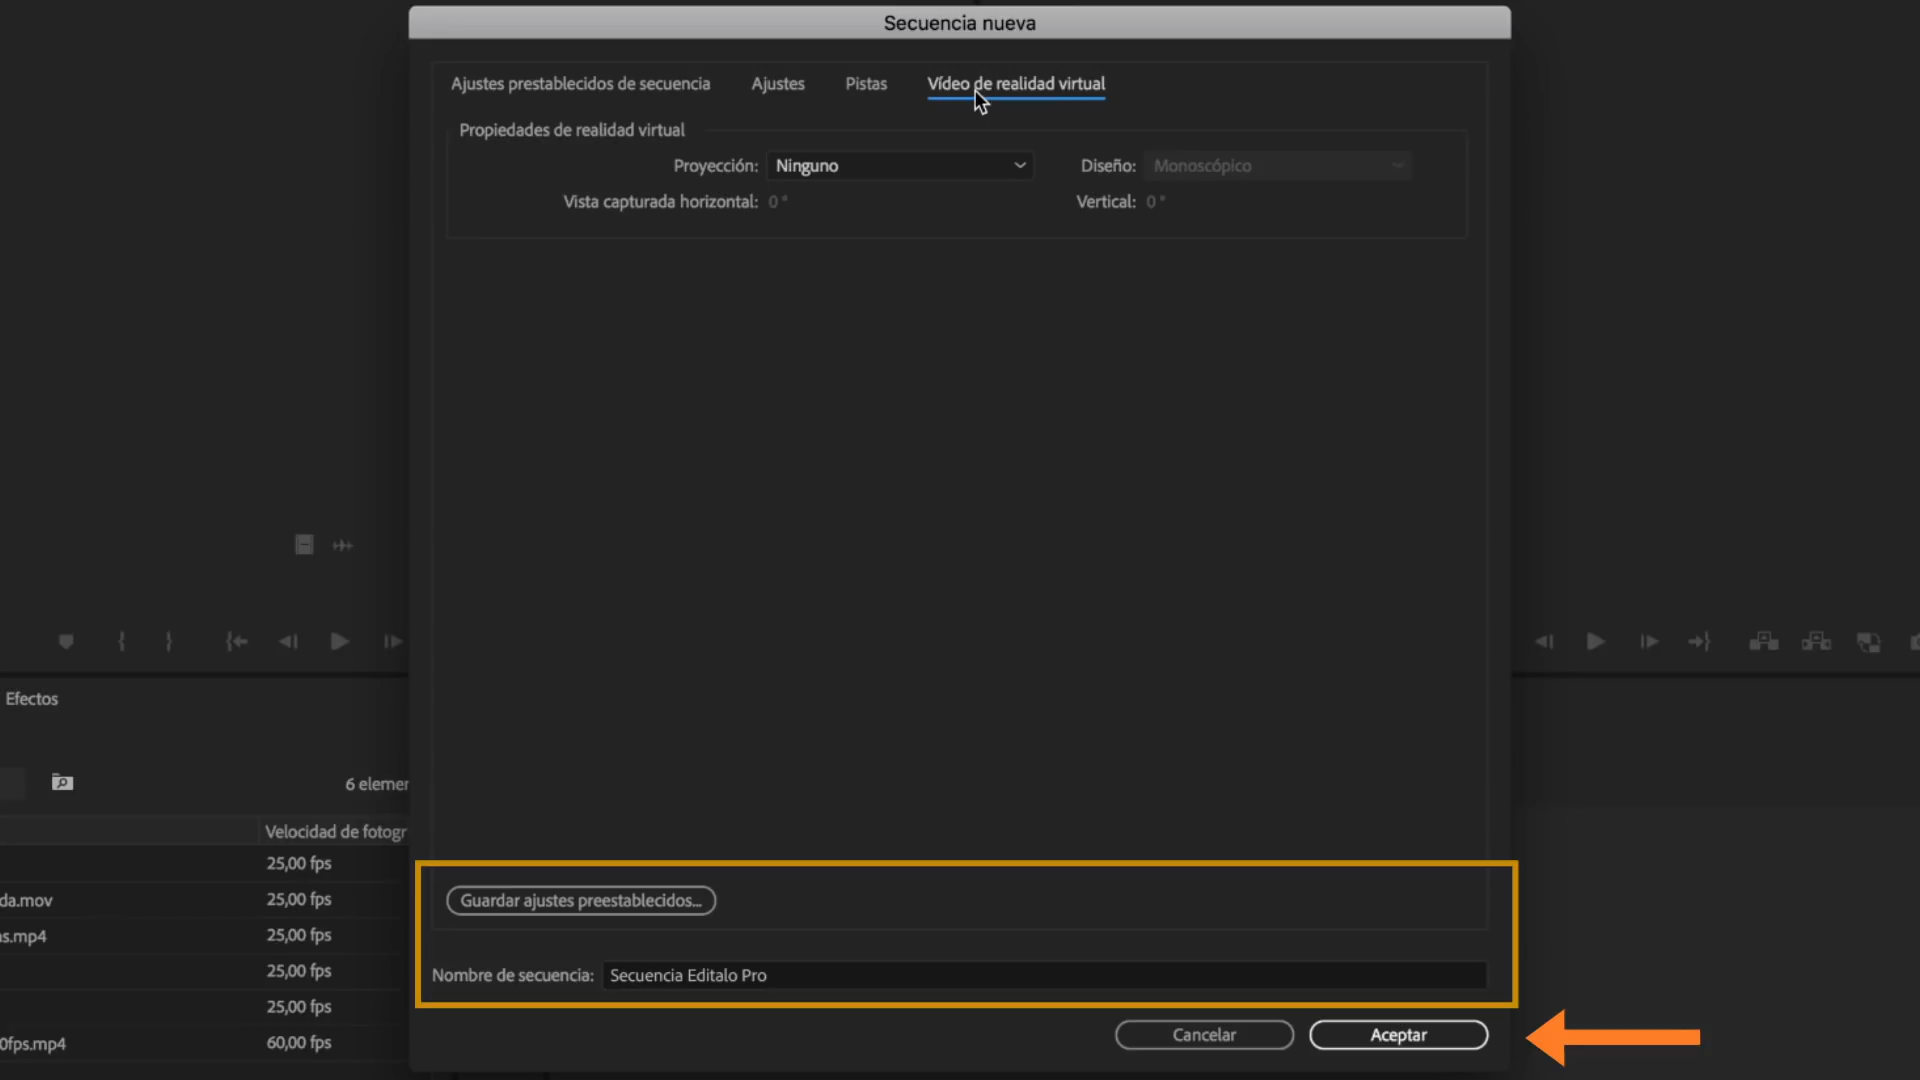 Secuencia nueva
Ajustes prestablecidos de secuencia Ajustes Pistas Vídeo de realidad virtual
Propiedades de realidad virtual
Proyección: Ninguno Diseño: Monoscópico
Vista capturada horizontal: 0 ° Vertical: 0 °
Efectos
6 elemen
Velocidad de fotogr
25,00 fps
da.mov 25,00 fps
as.mp4 25,00 fps
25,00 fps
25,00 fps
0fps.mp4 60,00 fps
Guardar ajustes preestablecidos...
Nombre de secuencia: Secuencia Editalo Pro
Cancelar Aceptar